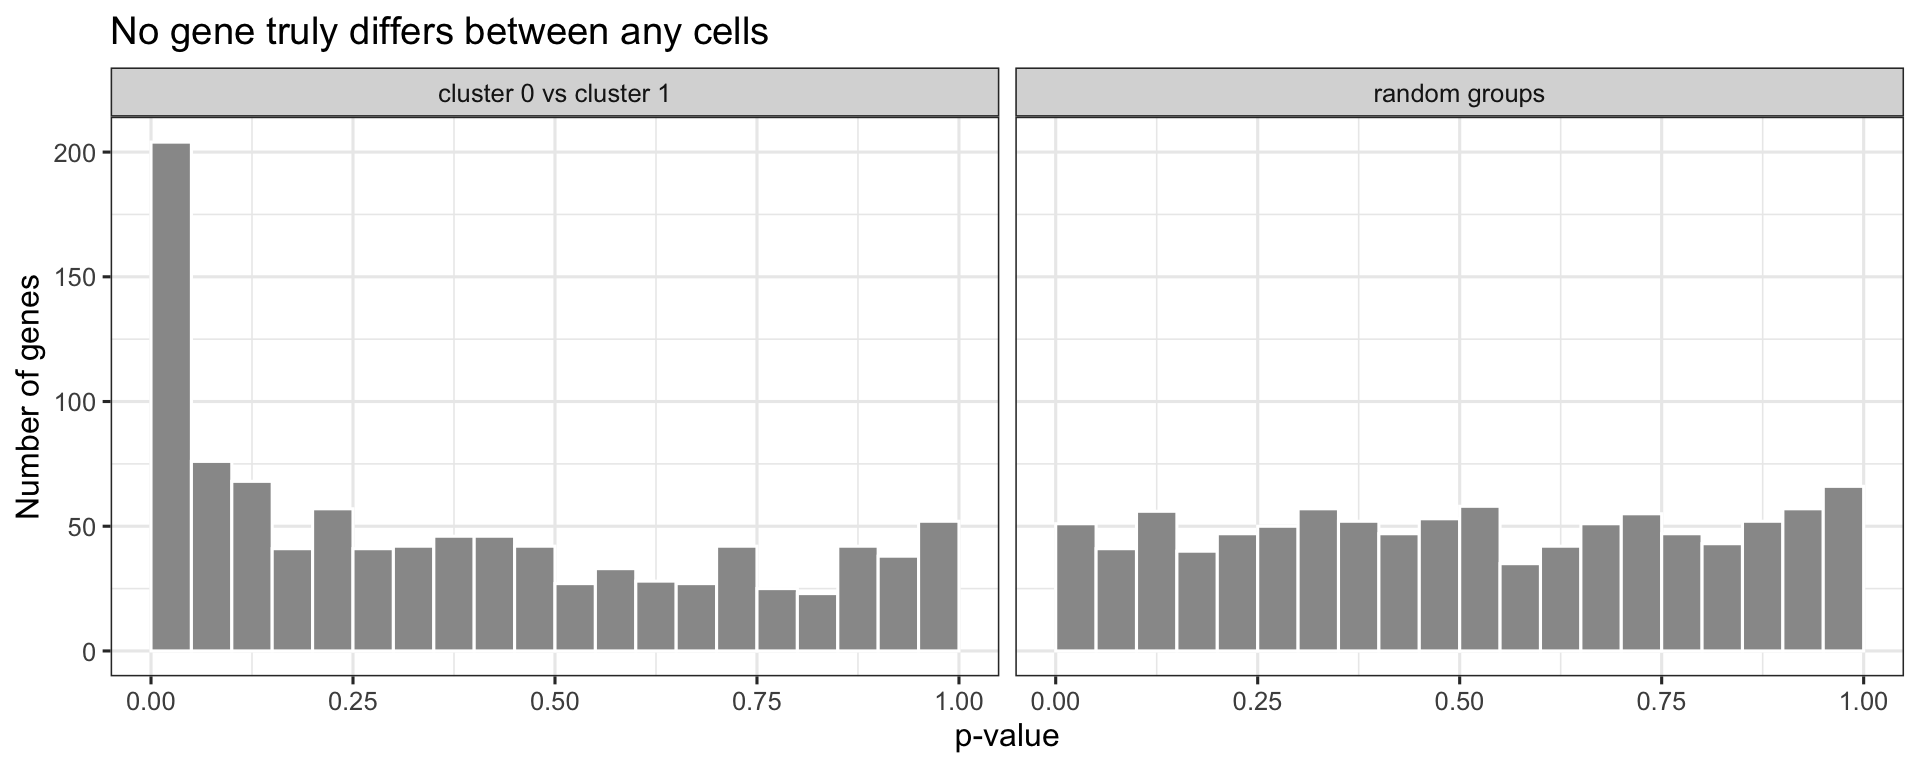 No gene truly differs between any cells
cluster 0 vs cluster 1
random groups
Number of genes
200
150
100
50
0
0.00 0.25 0.50 0.75 1.00
0.00 0.25 0.50 0.75 1.00
p-value